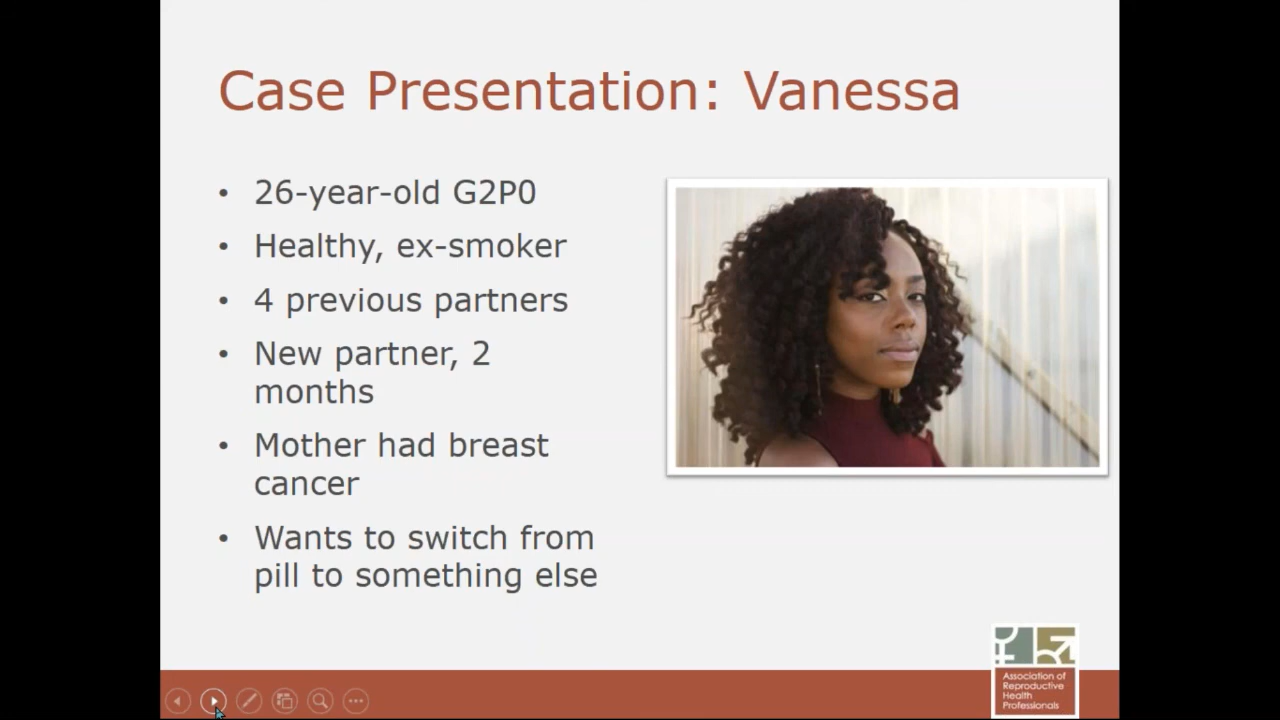 Case Presentation: Vanessa
• 26-year-old G2P0
• Healthy, ex-smoker
• 4 previous partners
• New partner, 2
months
• Mother had breast
cancer
• Wants to switch from
pill to something else
Association of
Reproductive
Health
Professionals